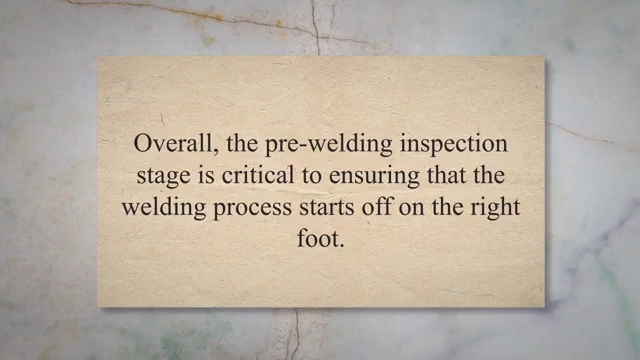 Overall, the pre-welding inspection
stage is critical to ensuring that the
welding process starts off on the right
foot.